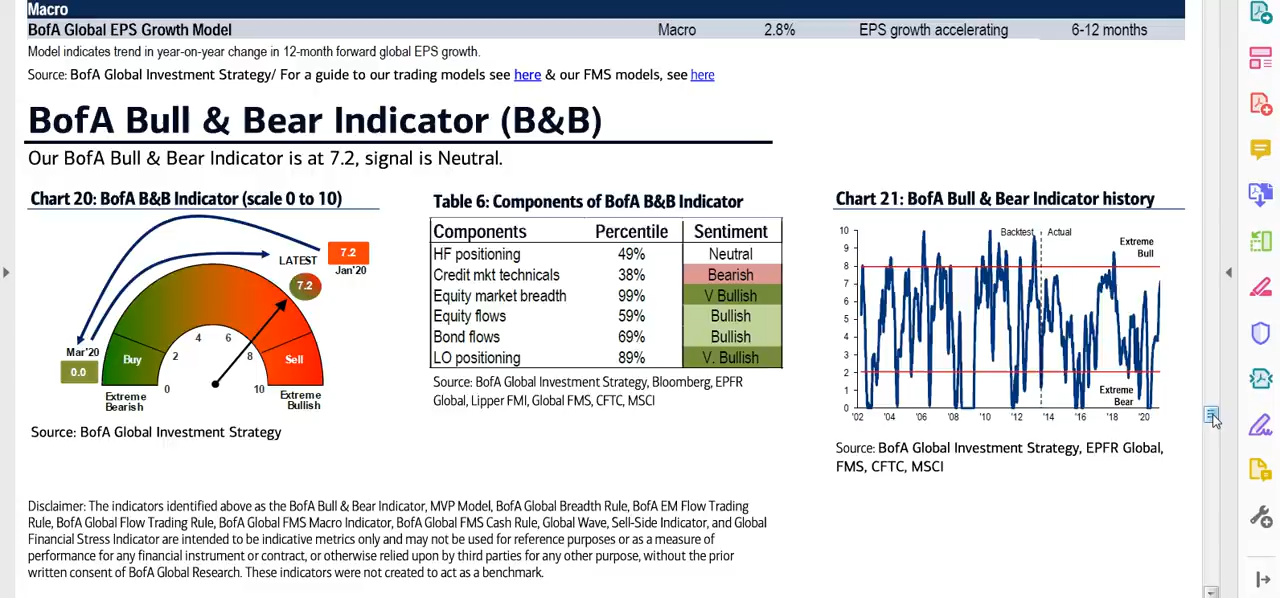 Macro
BofA Global EPS Growth Model Macro 2.8% EPS growth accelerating 6-12 months
Model indicates trend in year-on-year change in 12-month forward global EPS growth.
Source: BofA Global Investment Strategy/ For a guide to our trading models see here & our FMS models, see here
BofA Bull & Bear Indicator (B&B)
Our BofA Bull & Bear Indicator is at 7.2, signal is Neutral.
Chart 20: BofA B&B Indicator (scale 0 to 10)
7.2
Jan'20
LATEST
7.2
Mar'20
0.0
Buy
Sell
0
2
4
6
8
10
Extreme
Bearish
Extreme
Bullish
Source: BofA Global Investment Strategy
Table 6: Components of BofA B&B Indicator
Components Percentile Sentiment
HF positioning 49% Neutral
Credit mkt technicals 38% Bearish
Equity market breadth 99% V Bullish
Equity flows 59% Bullish
Bond flows 69% Bullish
LO positioning 89% V. Bullish
Source: BofA Global Investment Strategy, Bloomberg, EPFR
Global, Lipper FMI, Global FMS, CFTC, MSCI
Chart 21: BofA Bull & Bear Indicator history
10
9
8
7
6
5
4
3
2
1
0
Backtest Actual
Extreme
Bull
Extreme
Bear
'02 '04 '06 '08 '10 '12 '14 '16 '18 '20
Source: BofA Global Investment Strategy, EPFR Global,
FMS, CFTC, MSCI
Disclaimer: The indicators identified above as the BofA Bull & Bear Indicator, MVP Model, BofA Global Breadth Rule, BofA EM Flow Trading
Rule, BofA Global Flow Trading Rule, BofA Global FMS Macro Indicator, BofA Global FMS Cash Rule, Global Wave, Sell-Side Indicator, and Global
Financial Stress Indicator are intended to be indicative metrics only and may not be used for reference purposes or as a measure of
performance for any financial instrument or contract, or otherwise relied upon by third parties for any other purpose, without the prior
written consent of BofA Global Research. These indicators were not created to act as a benchmark.